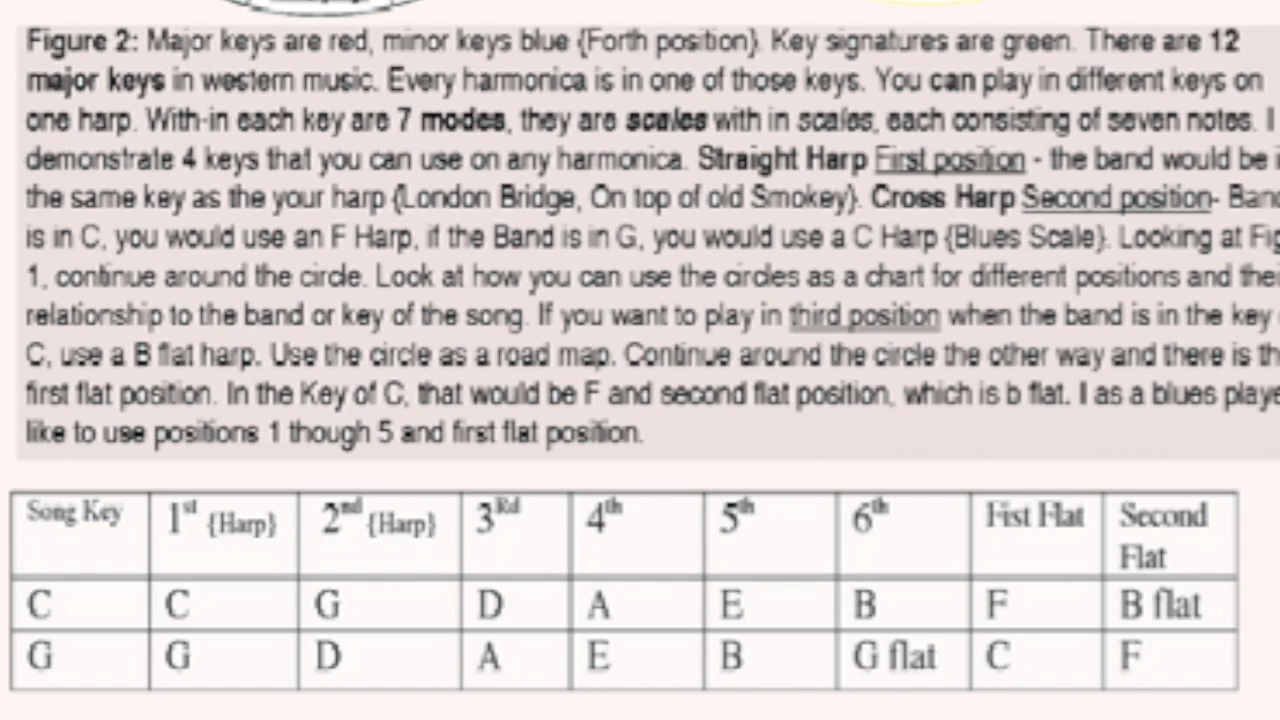 Figure 2: Major keys are red, minor keys blue {Forth position}. Key signatures are green. There are 12
major keys in western music. Every harmonica is in one of those keys. You can play in different keys on
one harp. With-in each key are 7 modes, they are scales with in scales, each consisting of seven notes. I
demonstrate 4 keys that you can use on any harmonica. Straight Harp First position - the band would be i
the same key as the your harp {London Bridge, On top of old Smokey}. Cross Harp Second position- Band
is in C, you would use an F Harp, if the Band is in G, you would use a C Harp {Blues Scale}. Looking at Fig
1, continue around the circle. Look at how you can use the circles as a chart for different positions and the
relationship to the band or key of the song. If you want to play in third position when the band is in the key
C, use a B flat harp. Use the circle as a road map. Continue around the circle the other way and there is th
first flat position. In the Key of C, that would be F and second flat position, which is b flat. I as a blues playe
like to use positions 1 though 5 and first flat position.
Song Key 1st {Harp} 2nd {Harp} 3Rd 4th 5th 6th Fist Flat Second
Flat
C C G D A E B F B flat
G G D A E B G flat C F